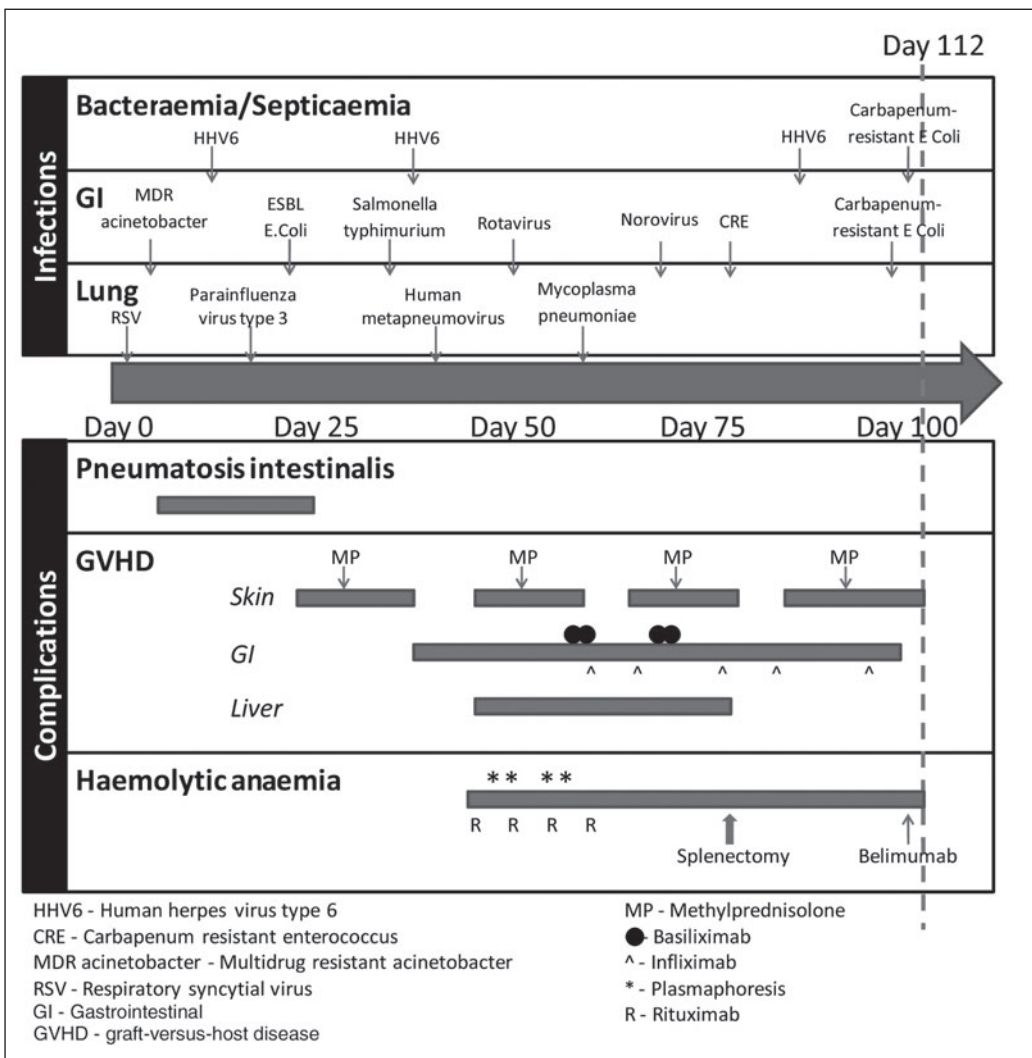 Day 112
Infections
Bacteraemia/Septicaemia
HHV6
HHV6
HHV6
Carbapenum-
resistant E Coli
GI
MDR
acinetobacter
ESBL
E.Coli
Salmonella
typhimurium
Rotavirus
Norovirus
CRE
Carbapenum-
resistant E Coli
Lung
RSV
Parainfluenza
virus type 3
Human
metapneumovirus
Mycoplasma
pneumoniae
Day 0 Day 25 Day 50 Day 75 Day 100
Complications
Pneumatosis intestinalis
GVHD
MP MP MP MP
Skin
GI
^ ^ ^ ^ ^
Liver
Haemolytic anaemia
** **
R R R R
Splenectomy
Belimumab
HHV6 - Human herpes virus type 6
CRE - Carbapenum resistant enterococcus
MDR acinetobacter - Multidrug resistant acinetobacter
RSV - Respiratory syncytial virus
GI - Gastrointestinal
GVHD - graft-versus-host disease
MP - Methylprednisolone
●- Basiliximab
^ - Infliximab
* - Plasmaphoresis
R - Rituximab